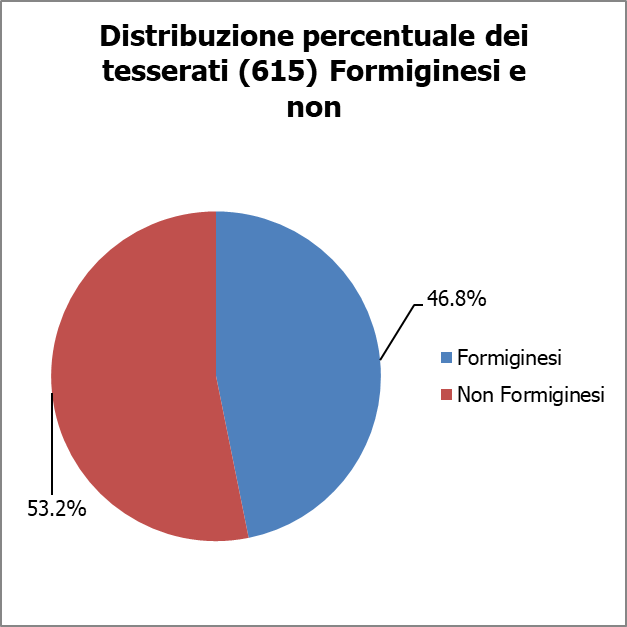 Distribuzione percentuale dei
tesserati (615) Formiginesi e
non
46.8%
Formiginesi
Non Formiginesi
53.2%